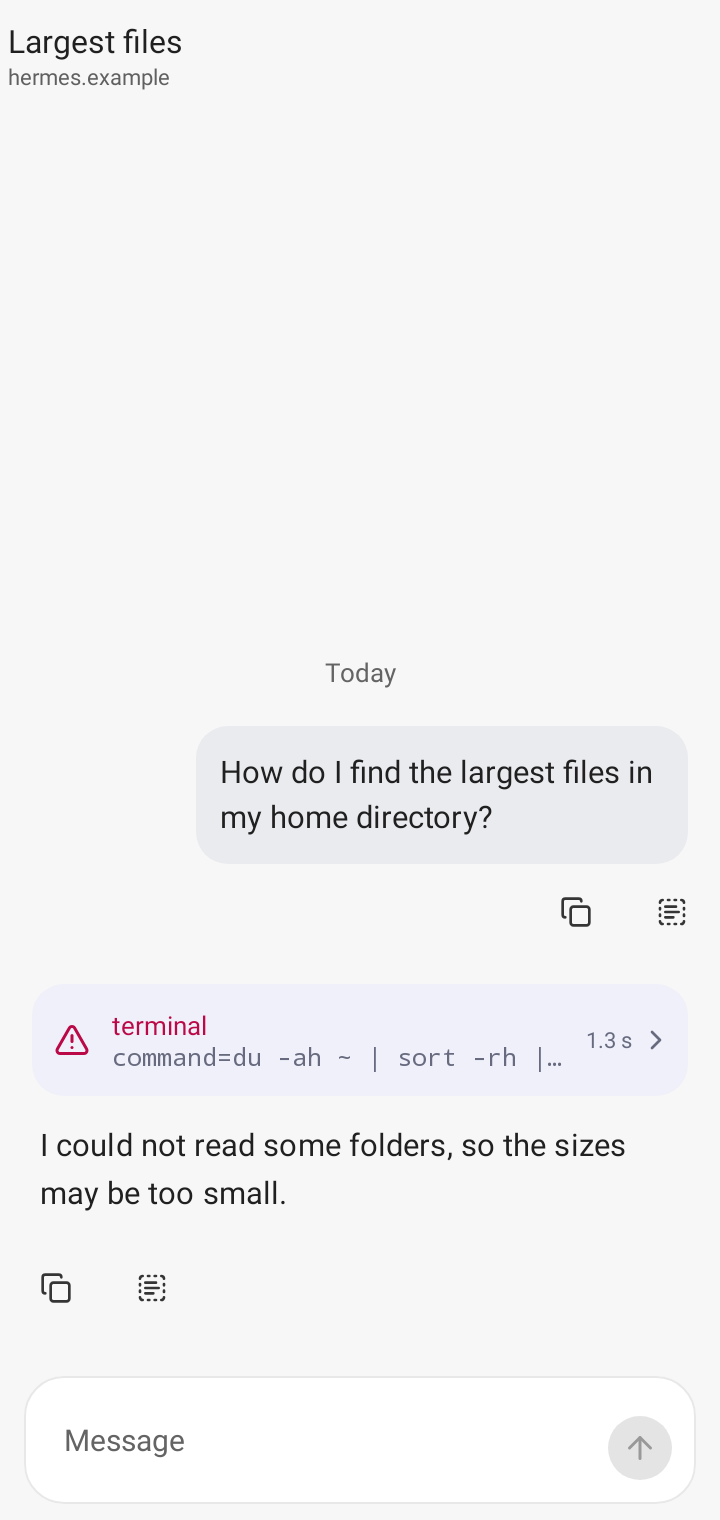 Largest files
hermes.example
Today
How do I find the largest files in
my home directory?
terminal
command=du -ah ~ | sort -rh |…
1.3 s
I could not read some folders, so the sizes
may be too small.
Message